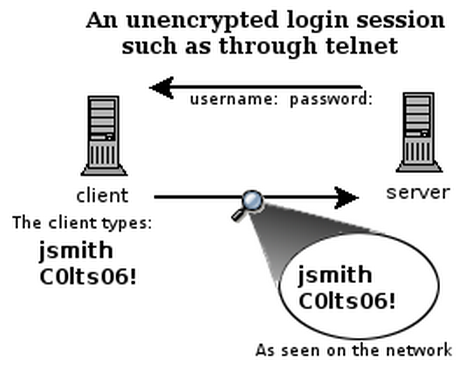 An unencrypted login session
such as through telnet
username: password:
client
server
The client types:
jsmith
C0lts06!
jsmith
C0lts06!
As seen on the network